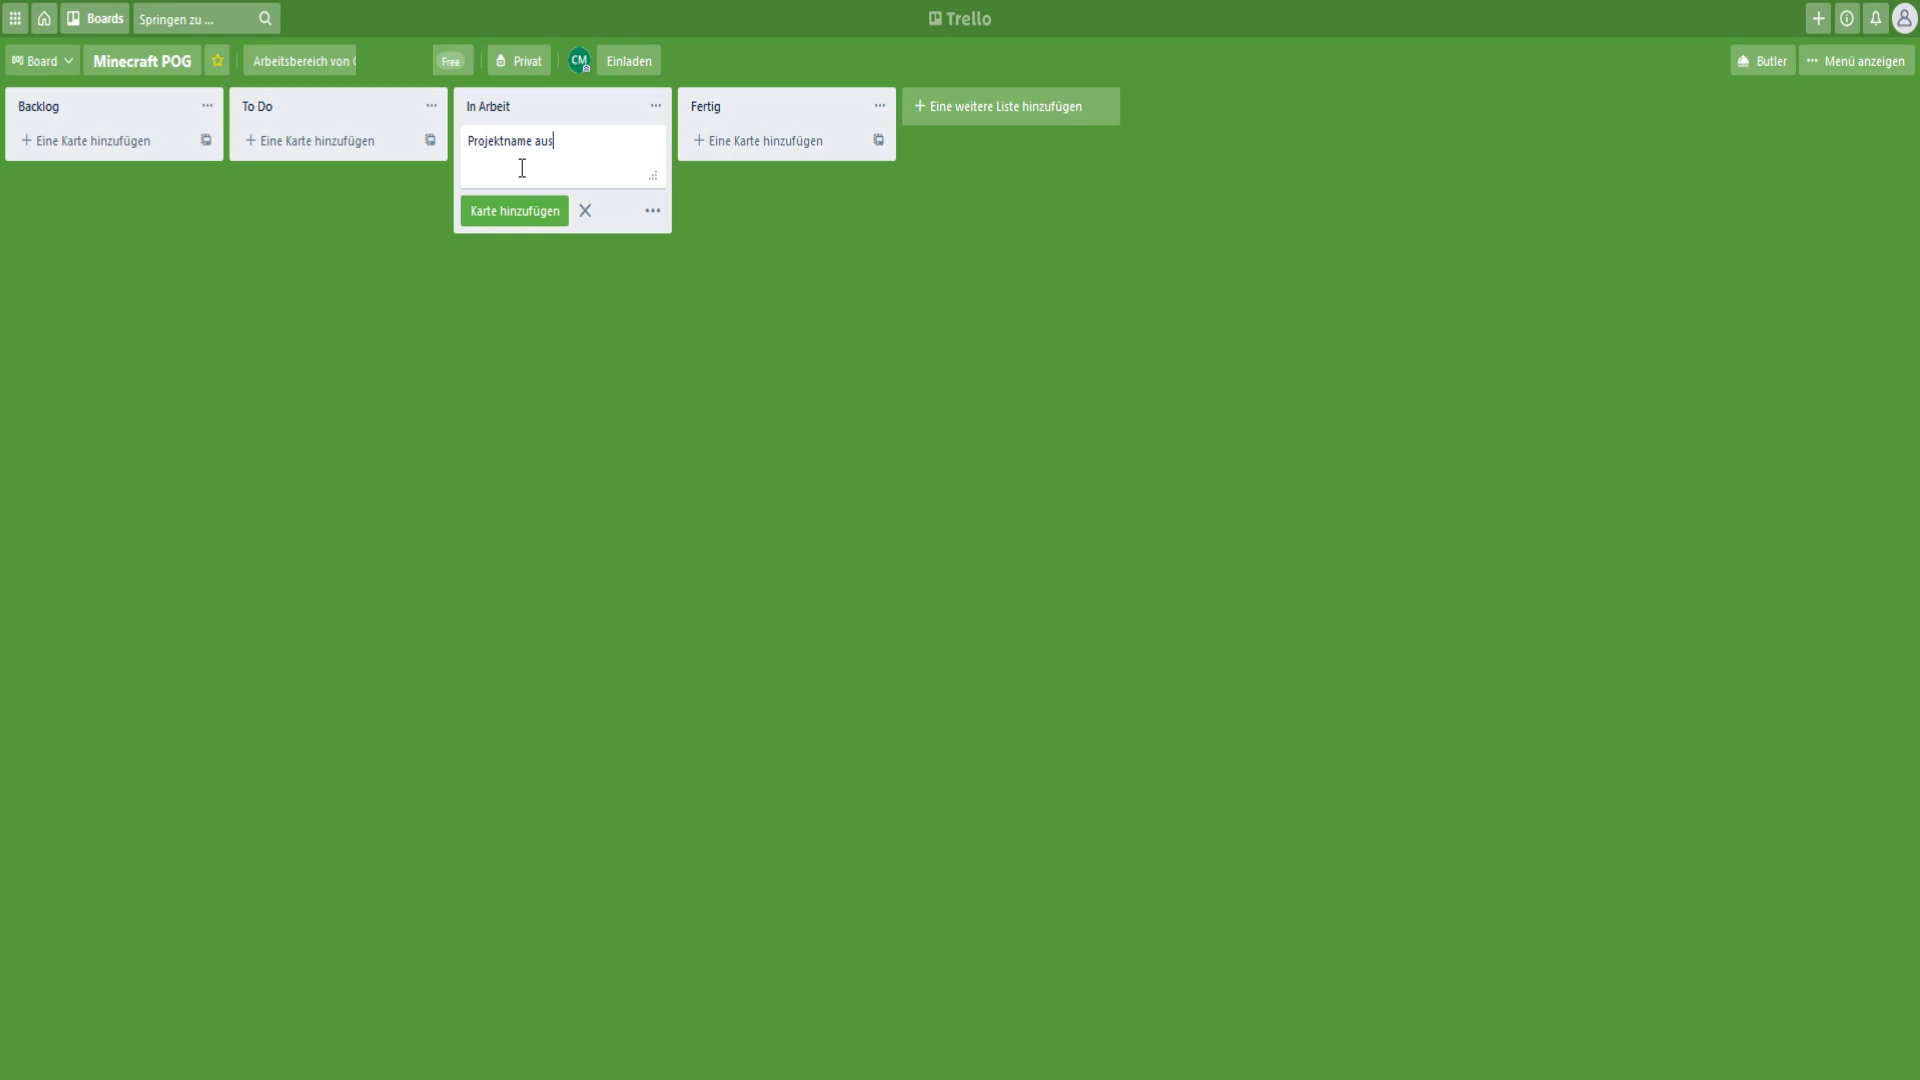 Boards
Springen zu ...
Trello
Board
Minecraft POG
Arbeitsbereich von
Free
Privat
CM
Einladen
Butler
Menü anzeigen
Backlog
Eine Karte hinzufügen
To Do
Eine Karte hinzufügen
In Arbeit
Projektname aus
Karte hinzufügen
Fertig
Eine Karte hinzufügen
Eine weitere Liste hinzufügen